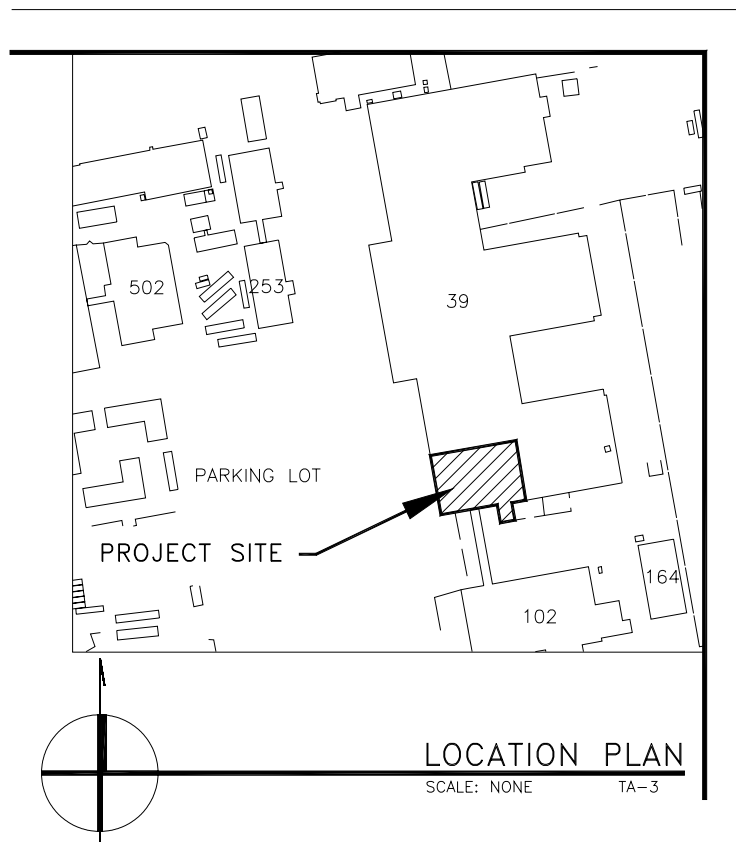 502
253
39
PARKING LOT
PROJECT SITE
164
102
LOCATION PLAN
SCALE: NONE TA-3